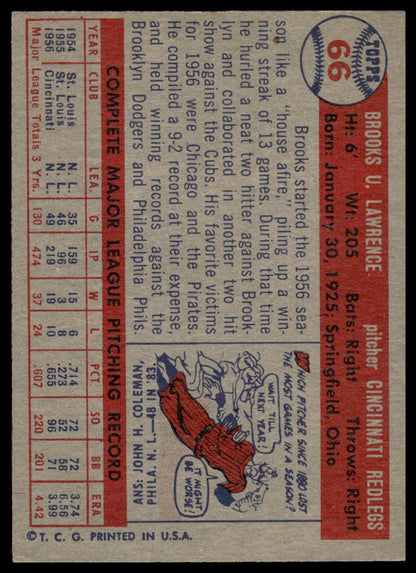 TOPPS
66
BROOKS U. LAWRENCE pitcher CINCINNATI REDLEGS
Ht: 6' Wt: 205 Bats: Right Throws: Right
Born: January 30, 1925; Springfield, Ohio
Brooks started the 1956 sea-
son like a "house afire," piling up a win-
ning streak of 13 games. During that time
he hurled a neat two hitter against Brook-
lyn and collaborated in another two hit
show against the Cubs. His favorite victims
for 1956 were Chicago and the Pirates.
He compiled a 9-2 record at their expense,
and held winning records against the
Brooklyn Dodgers and Philadelphia Phils.
WHICH PITCHER SINCE 1880 LOST
THE MOST GAMES IN A SEASON?
WAIT TILL
NEXT YEAR!
IT MIGHT
BE WORSE!
ANS: JOHN H. COLEMAN,
PHILA. N. L.—48 IN '83.
COMPLETE MAJOR LEAGUE PITCHING RECORD
YEAR CLUB LEA. G IP W L PCT SO BB ERA
1954 St. Louis N. L. 35 159 15 6 .714 72 72 3.74
1955 St. Louis N. L. 46 96 3 8 .273 52 58 6.56
1956 Cincinnati N. L. 49 219 19 10 .655 96 71 3.99
Major League Totals 3 Yrs. 130 474 37 24 .607 220 201 4.42
© T. C. G. PRINTED IN U.S.A.